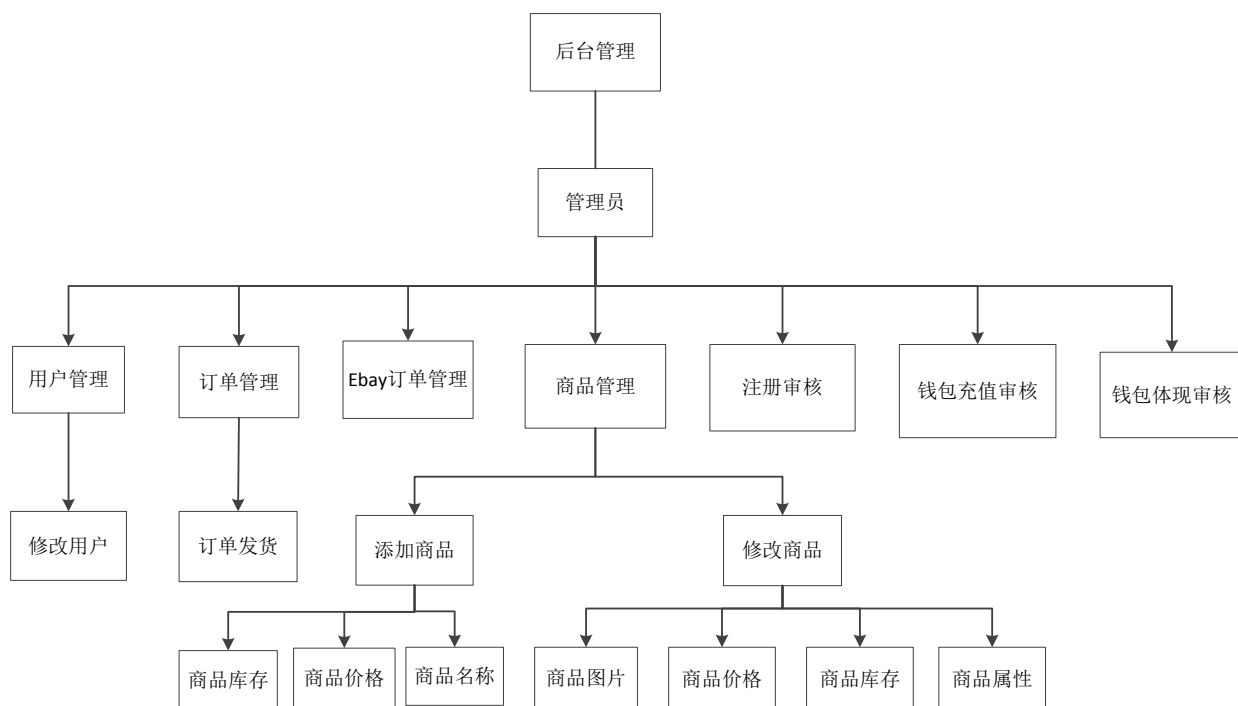 后台管理
管理员
用户管理
订单管理
Ebay订单管理
商品管理
注册审核
钱包充值审核
钱包体现审核
修改用户
订单发货
添加商品
修改商品
商品库存
商品价格
商品名称
商品图片
商品价格
商品库存
商品属性